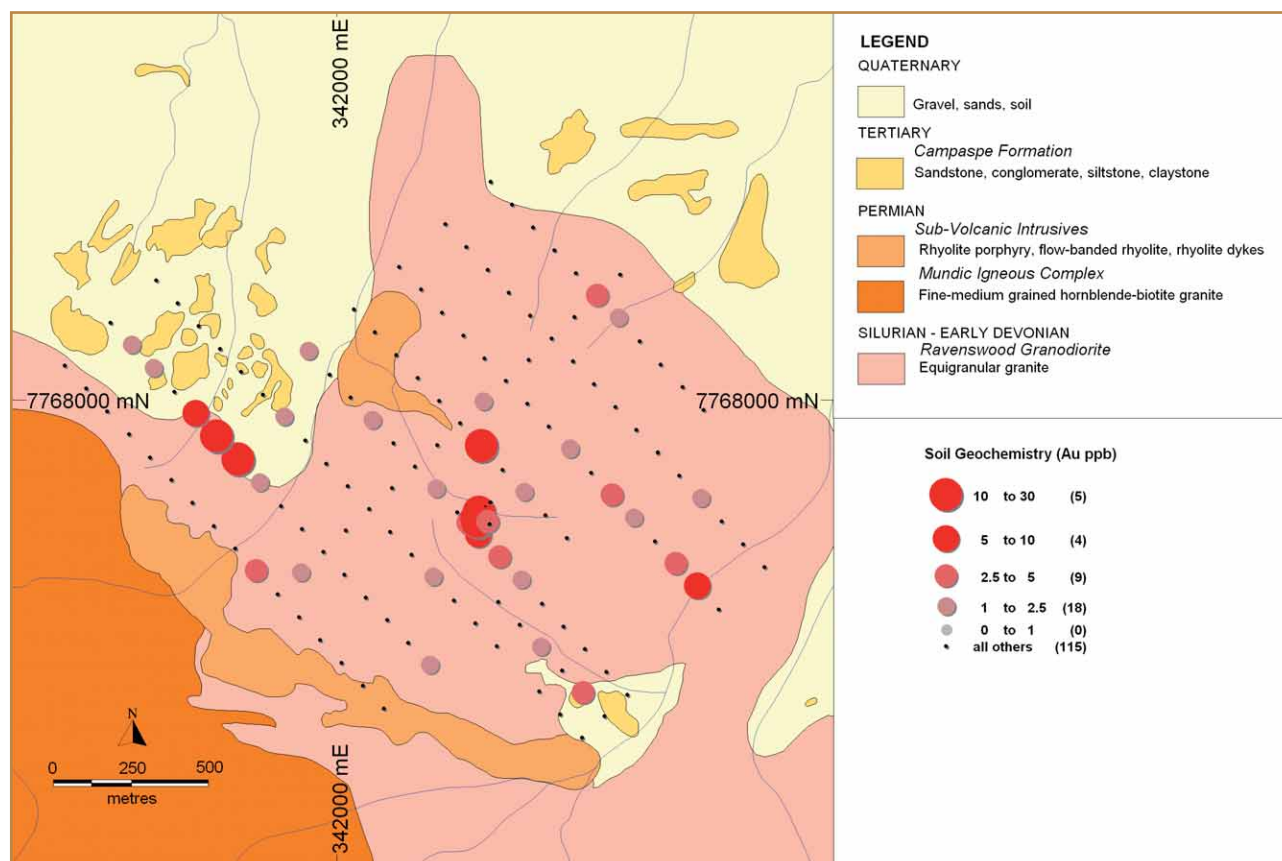 342000 mE
7768000 mN
7768000 mN
N
0 250 500
metres
342000 mE
LEGEND
QUATERNARY
Gravel, sands, soil
TERTIARY
Campaspe Formation
Sandstone, conglomerate, siltstone, claystone
PERMIAN
Sub-Volcanic Intrusives
Rhyolite porphyry, flow-banded rhyolite, rhyolite dykes
Mundic Igneous Complex
Fine-medium grained hornblende-biotite granite
SILURIAN - EARLY DEVONIAN
Ravenswood Granodiorite
Equigranular granite
Soil Geochemistry (Au ppb)
10 to 30 (5)
5 to 10 (4)
2.5 to 5 (9)
1 to 2.5 (18)
0 to 1 (0)
all others (115)